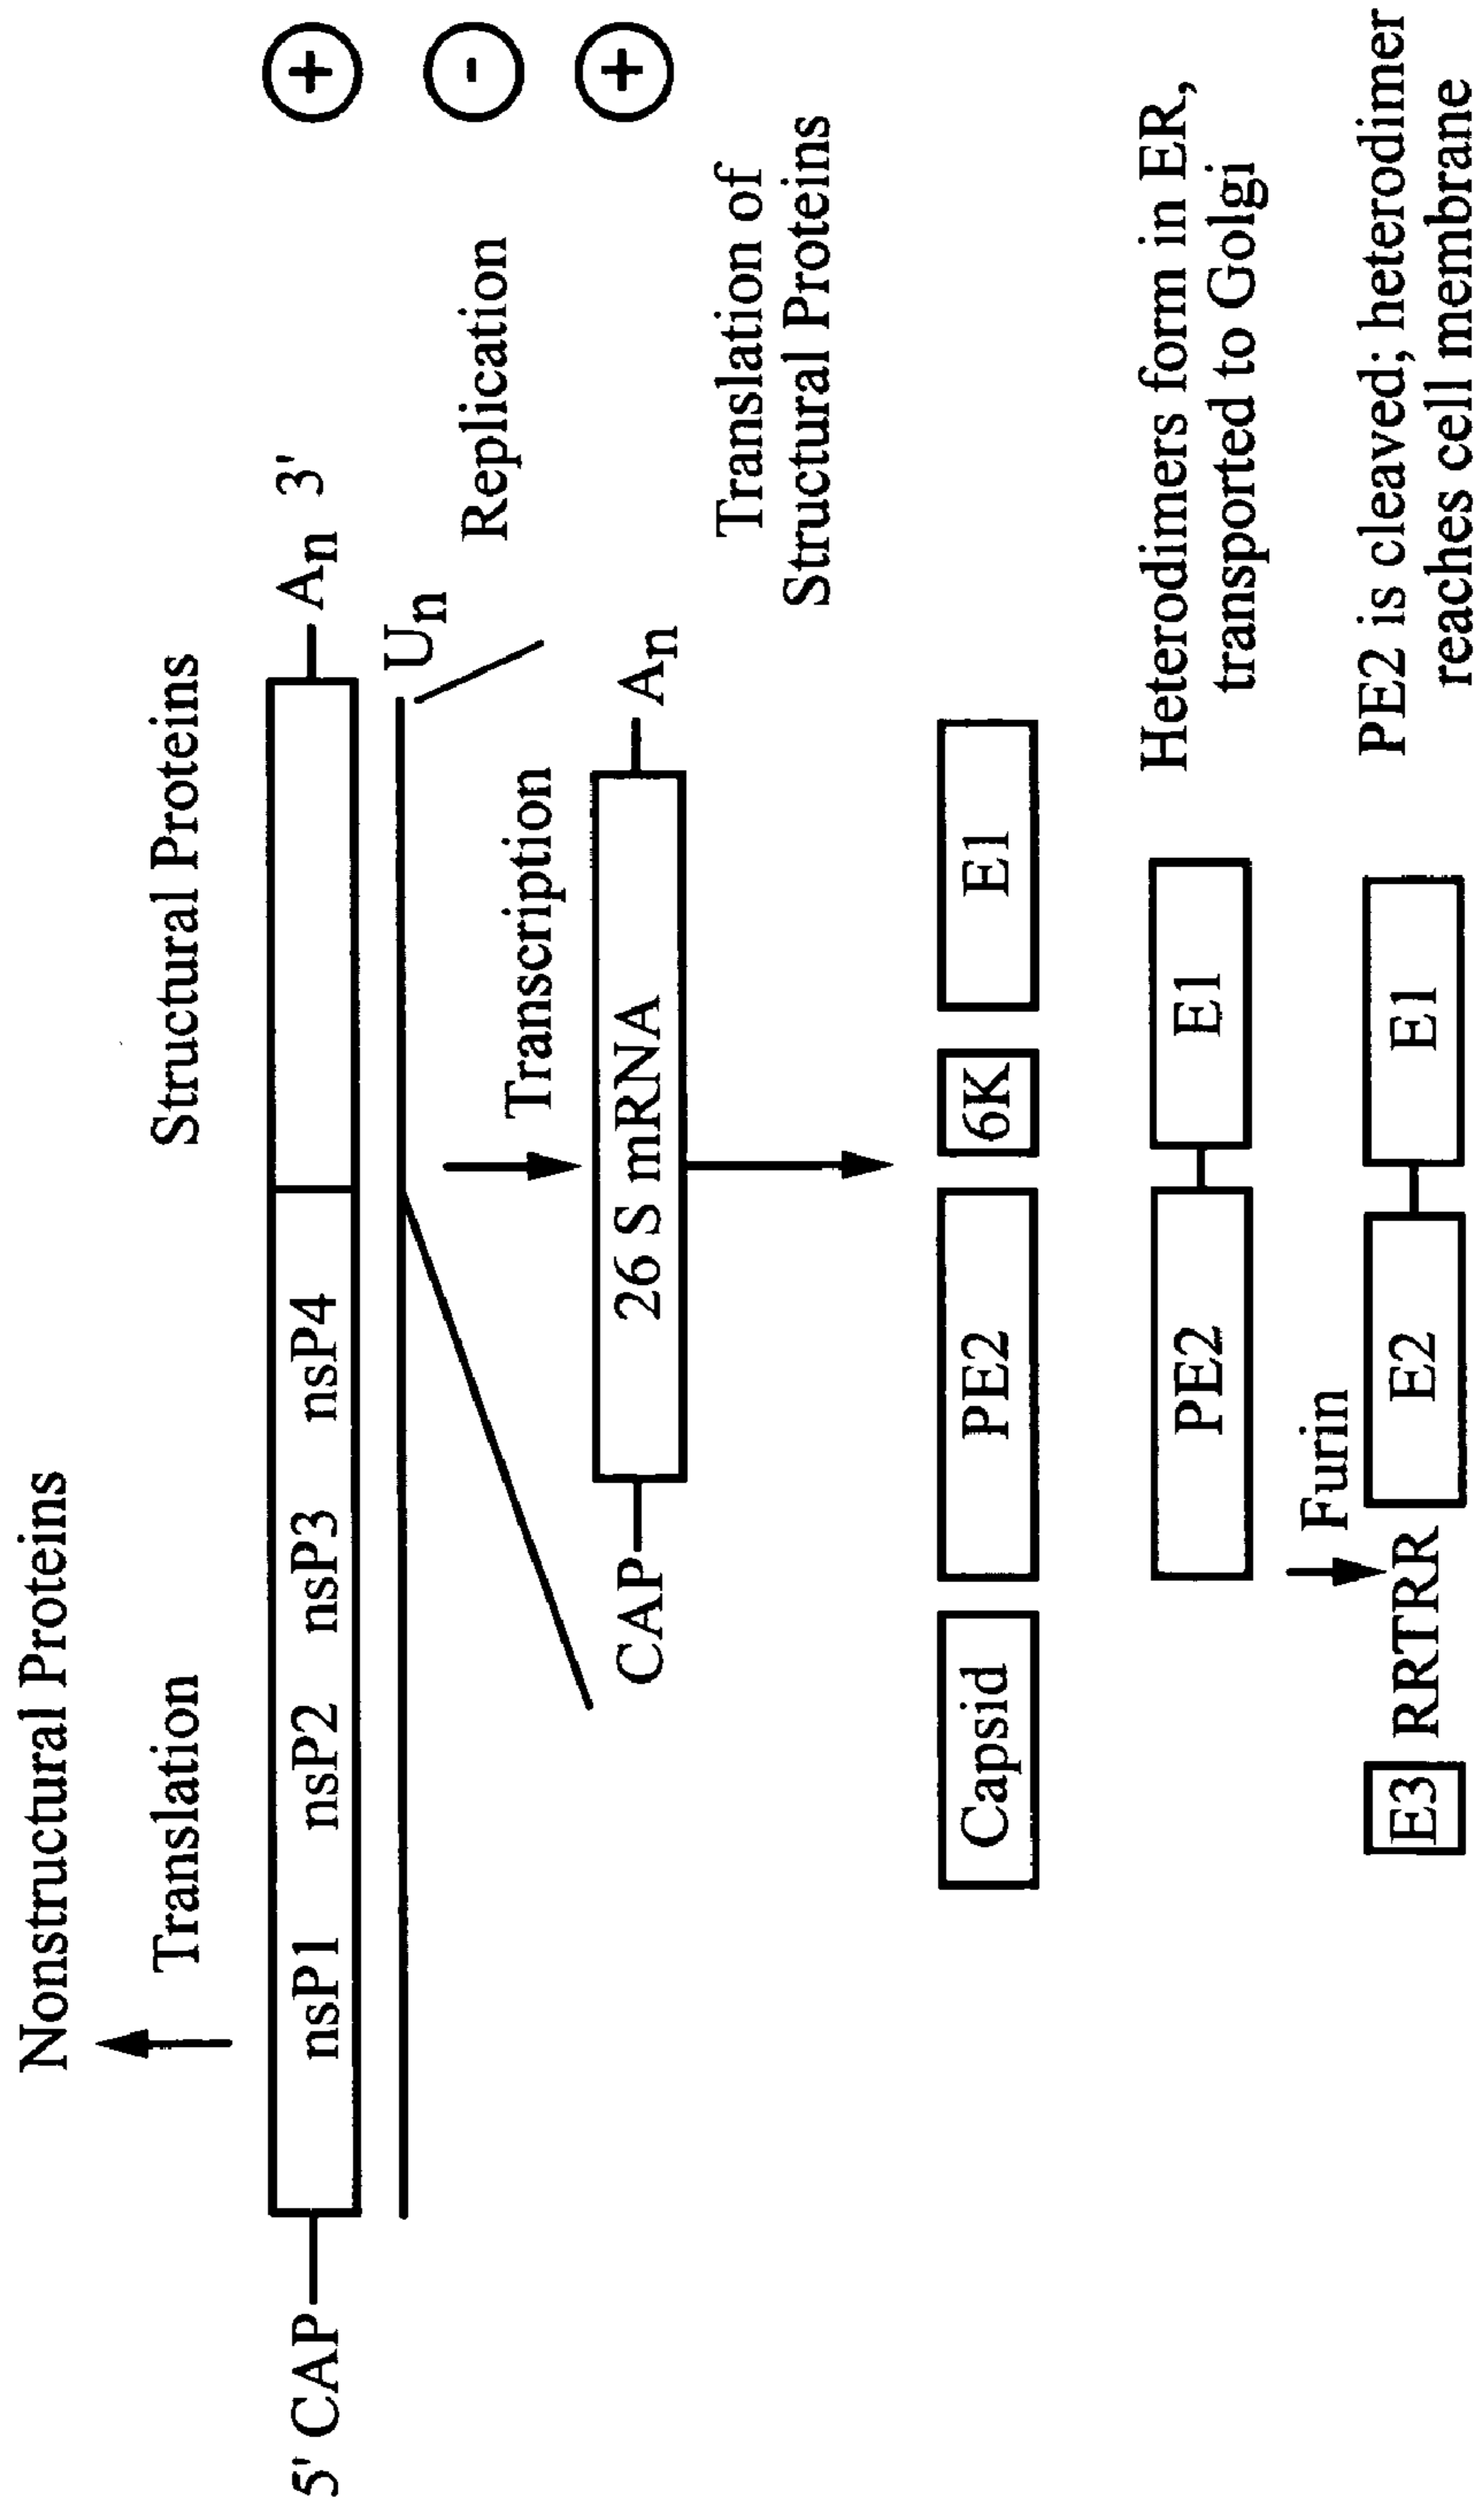 Nonstructural Proteins
Translation
Structural Proteins
5' CAP
nsP1 nsP2 nsP3 nsP4
An 3'
+
Un
Replication
-
Transcription
CAP
26 S mRNA
An
+
Translation of
Structural Proteins
Capsid
PE2
6K
E1
PE2
E1
Heterodimers form in ER,
transported to Golgi
Furin
E3
RRTRR
E2
E1
PE2 is cleaved; heterodimer
reaches cell membrane